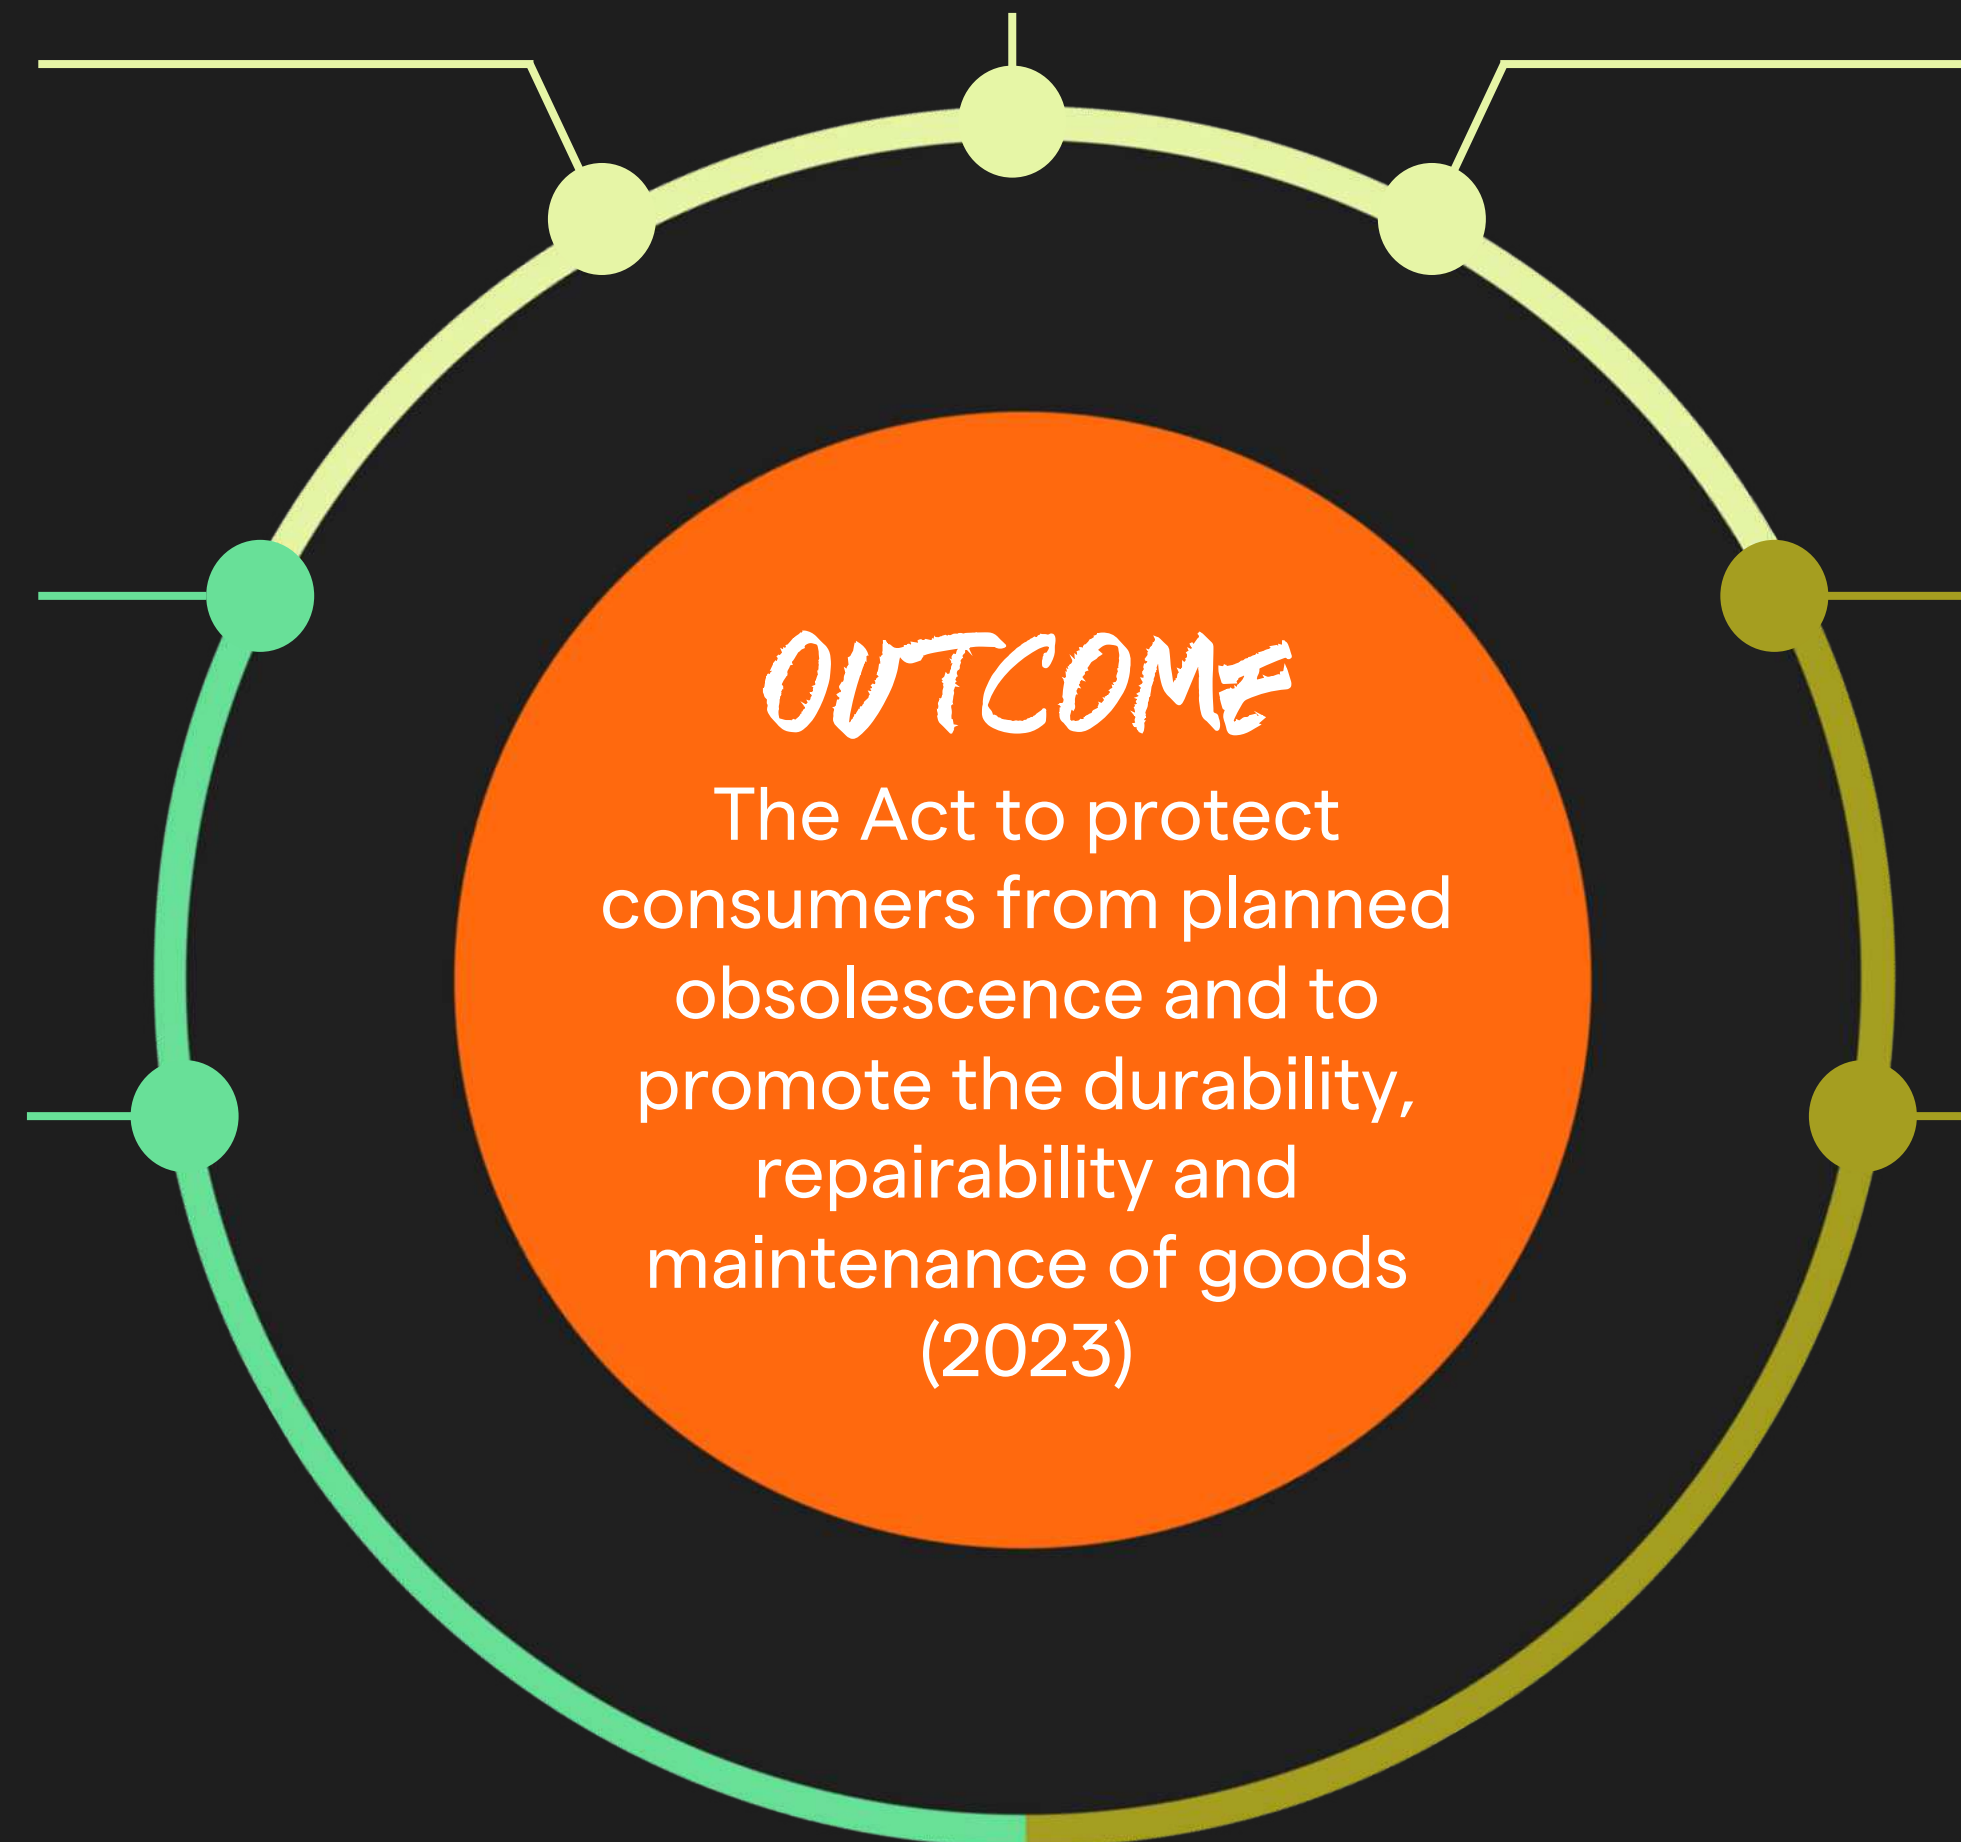 OUTCOME
The Act to protect
consumers from planned
obsolescence and to
promote the durability,
repairability and
maintenance of goods
(2023)